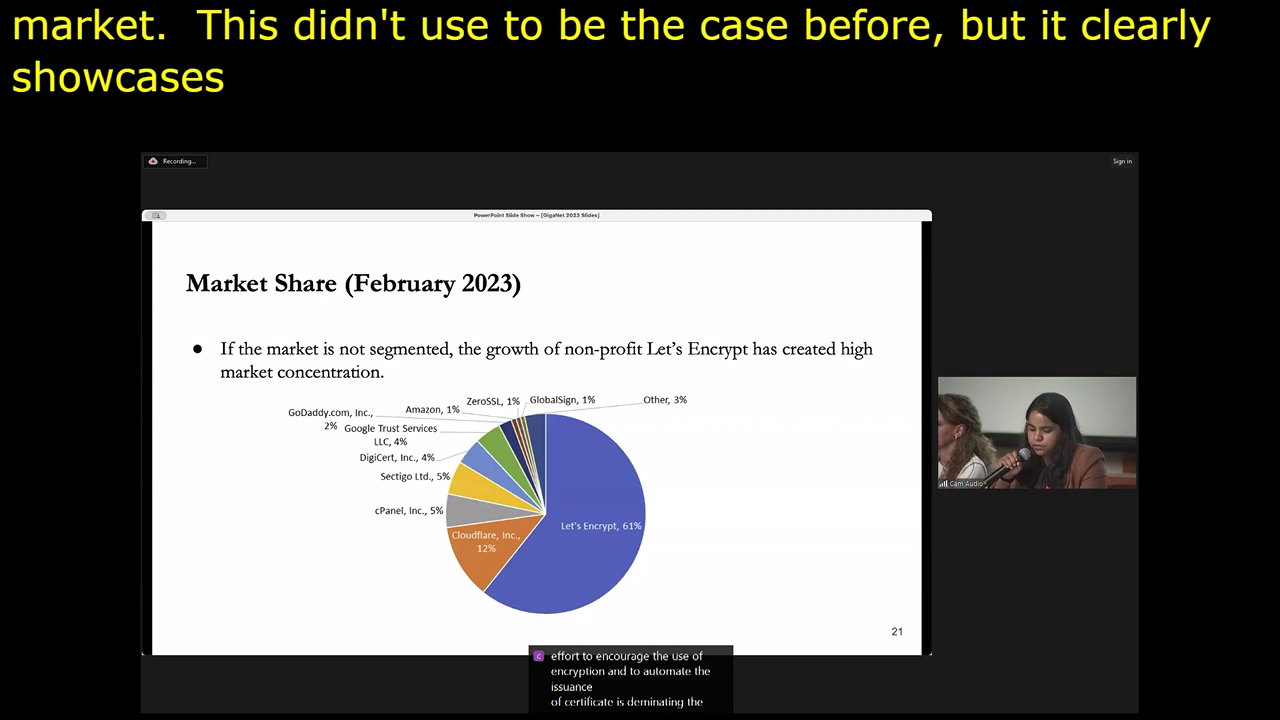 market.  This didn't use to be the case before, but it clearly
showcases
Recording...
Sign in
PowerPoint Slide Show – [GigaNet 2023 Slides]
Market Share (February 2023)
● If the market is not segmented, the growth of non-profit Let's Encrypt has created high
market concentration.
ZeroSSL, 1%
GlobalSign, 1%
Other, 3%
Amazon, 1%
GoDaddy.com, Inc.,
2%
Google Trust Services
LLC, 4%
DigiCert, Inc., 4%
Sectigo Ltd., 5%
cPanel, Inc., 5%
Cloudflare, Inc.,
12%
Let's Encrypt, 61%
Cam Audio
21
C
effort to encourage the use of
encryption and to automate the
issuance
of certificate is deminating the